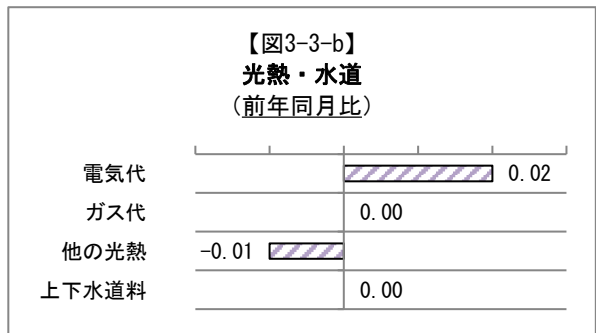 【図3-3-b】
光熱・水道
(前年同月比)
電気代 0.02
ガス代 0.00
他の光熱 -0.01
上下水道料 0.00